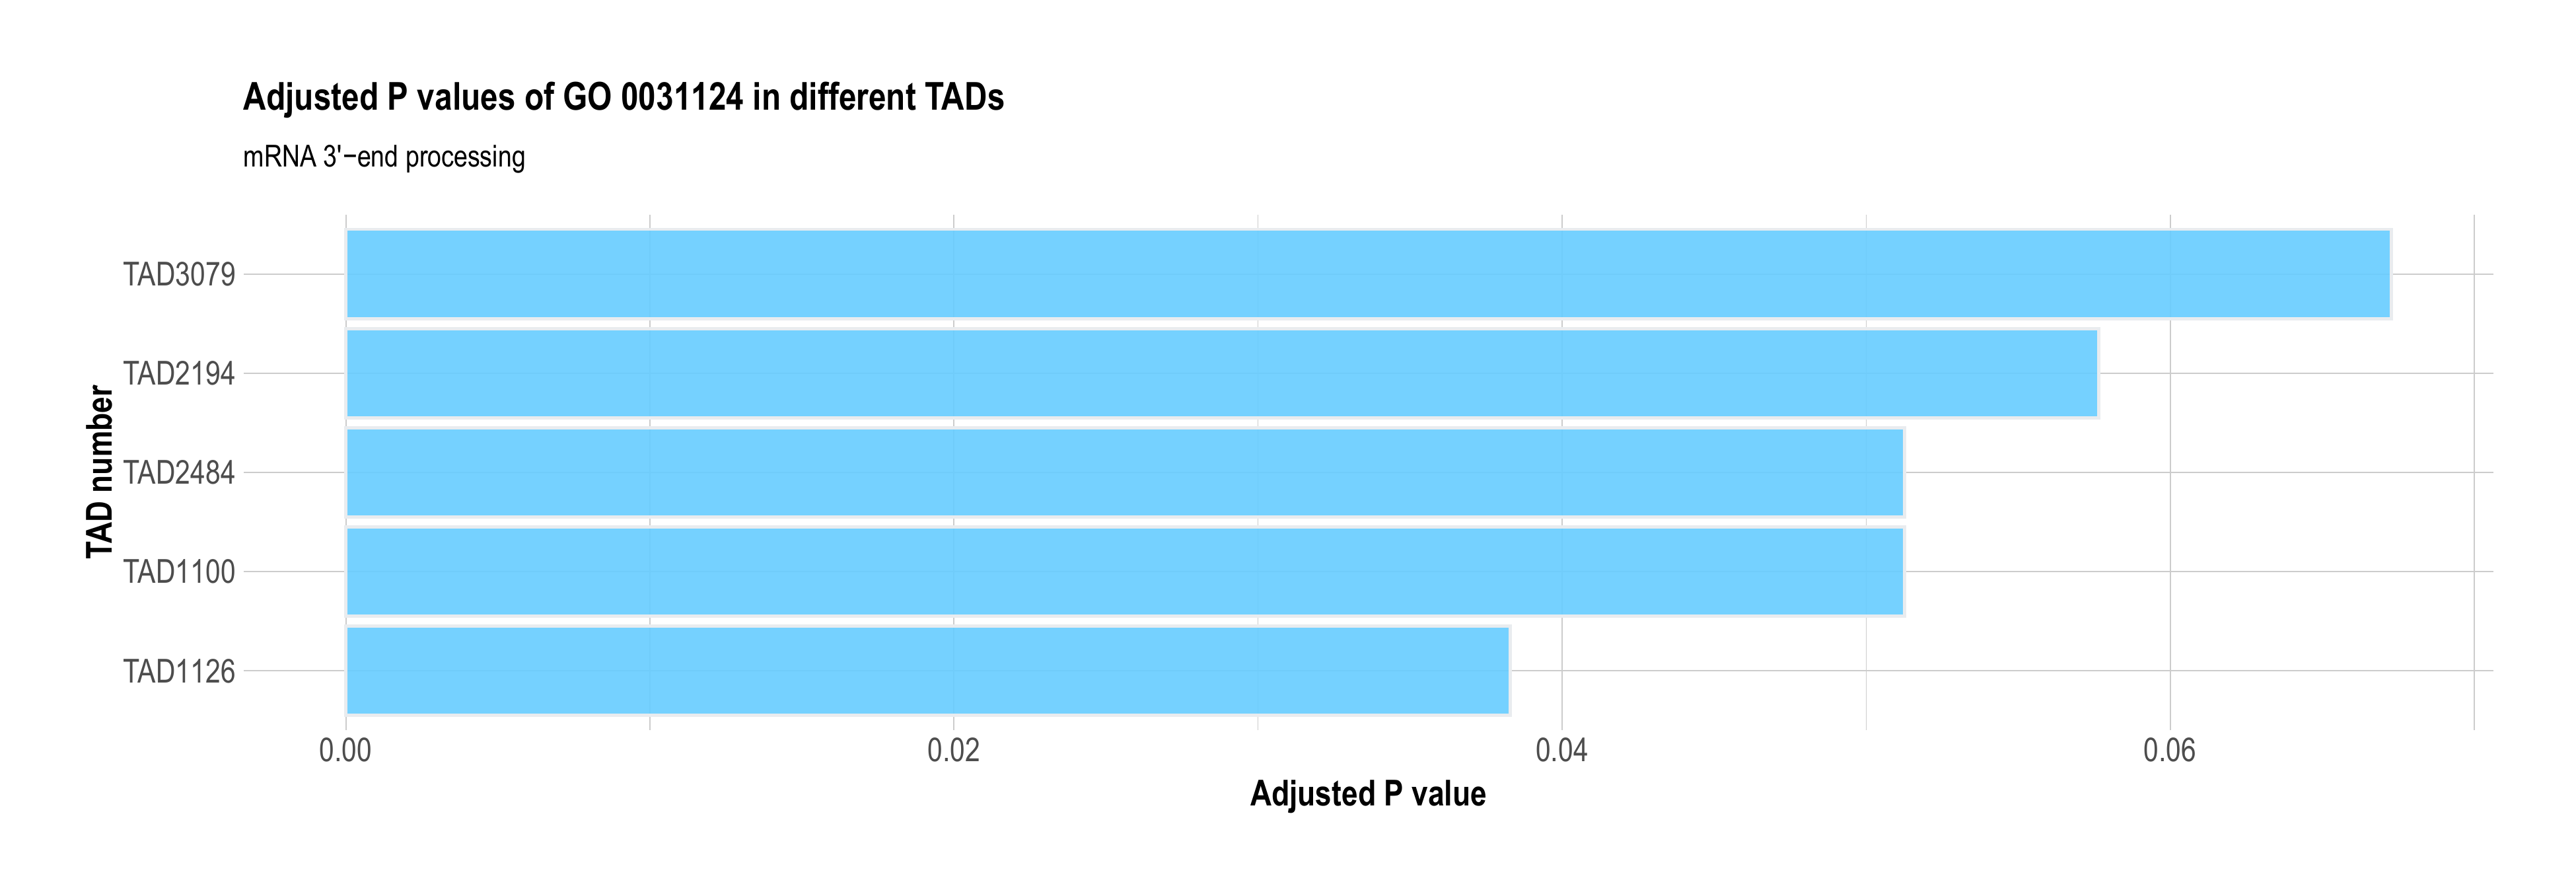 Adjusted P values of GO 0031124 in different TADs
mRNA 3'−end processing
TAD number
TAD3079
TAD2194
TAD2484
TAD1100
TAD1126
0.00 0.02 0.04 0.06
Adjusted P value